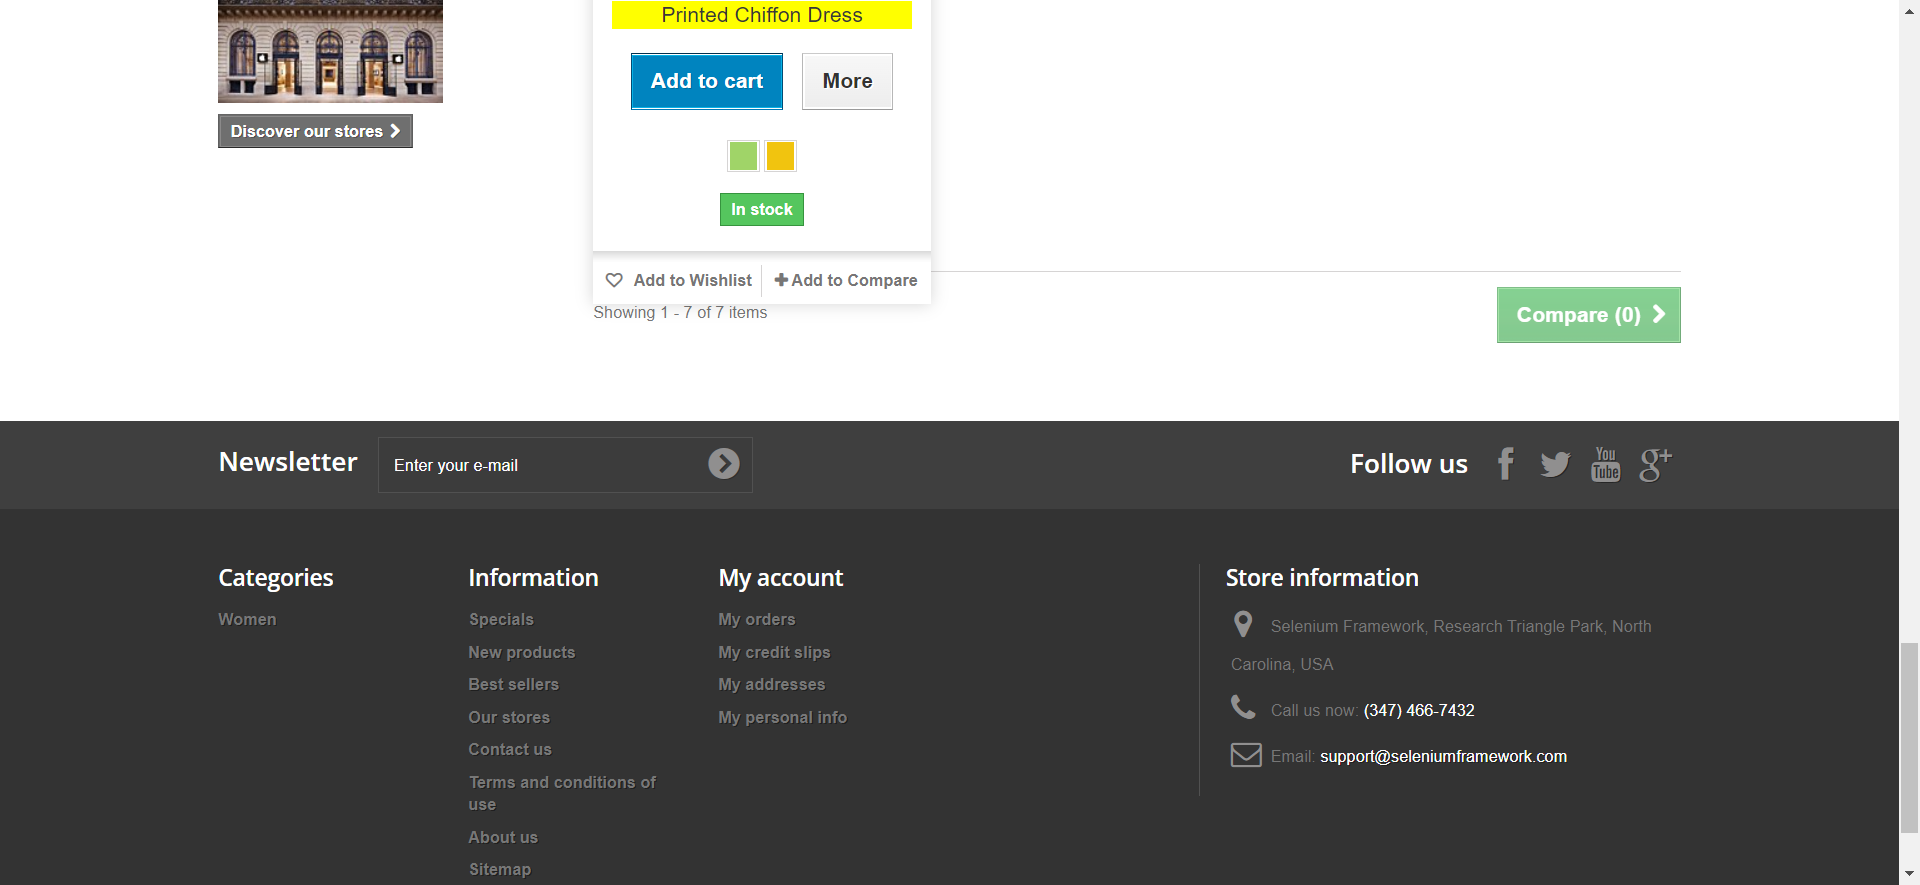 Printed Chiffon Dress
Add to cart
More
Discover our stores
In stock
Add to Wishlist
Add to Compare
Showing 1 - 7 of 7 items
Compare (0)
Newsletter
Enter your e-mail
Follow us
You
Tube
g+
Categories
Women
Information
Specials
New products
Best sellers
Our stores
Contact us
Terms and conditions of
use
About us
Sitemap
My account
My orders
My credit slips
My addresses
My personal info
Store information
Selenium Framework, Research Triangle Park, North
Carolina, USA
Call us now: (347) 466-7432
Email: support@seleniumframework.com